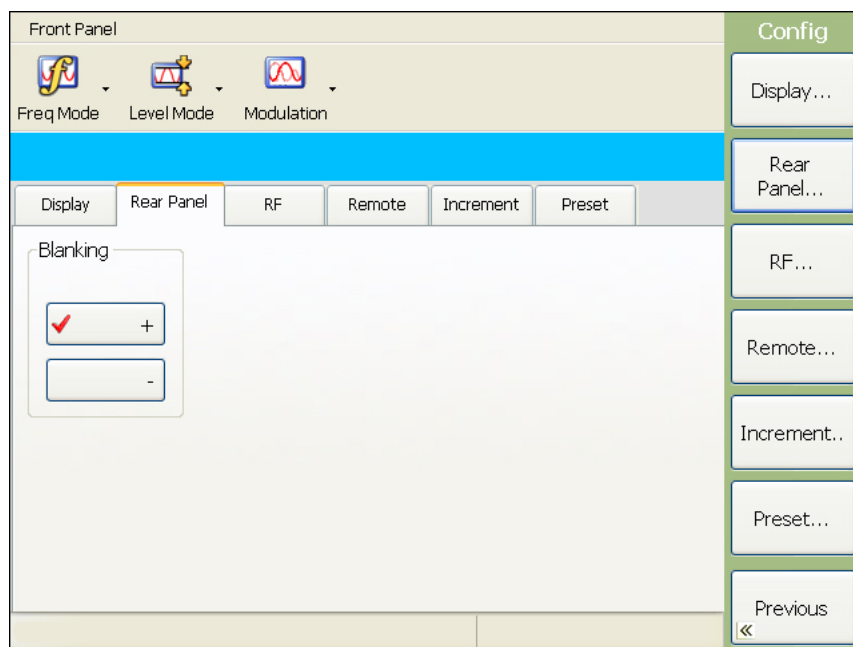 Front Panel
Config
Freq Mode
Level Mode
Modulation
Display...
Rear
Panel...
RF...
Remote...
Increment..
Preset...
Previous
«
Display
Rear Panel
RF
Remote
Increment
Preset
Blanking
+
-